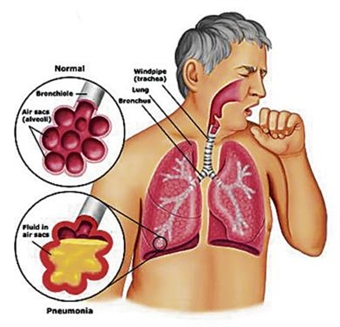 Normal
Bronchiole
Air sacs
(alveoli)
Windpipe
(trachea)
Lung
Bronchus
Fluid in
air sacs
Pneumonia